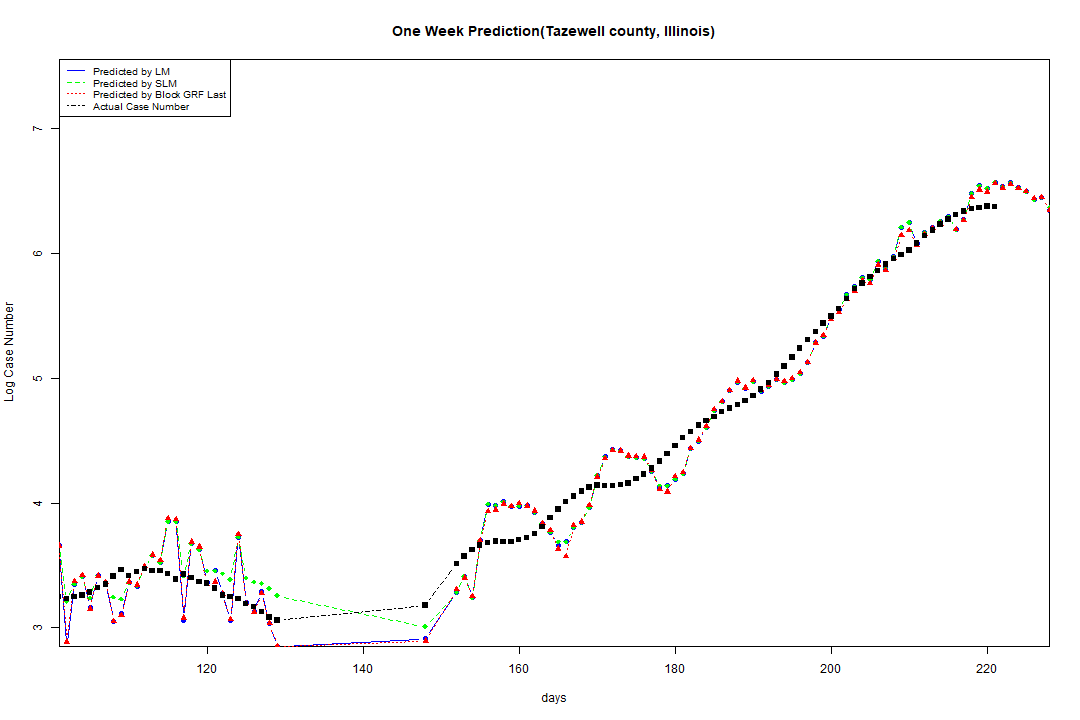 One Week Prediction(Tazewell county, Illinois)
Predicted by LM
Predicted by SLM
Predicted by Block GRF Last
Actual Case Number
7
6
5
4
3
Log Case Number
120 140 160 180 200 220
days